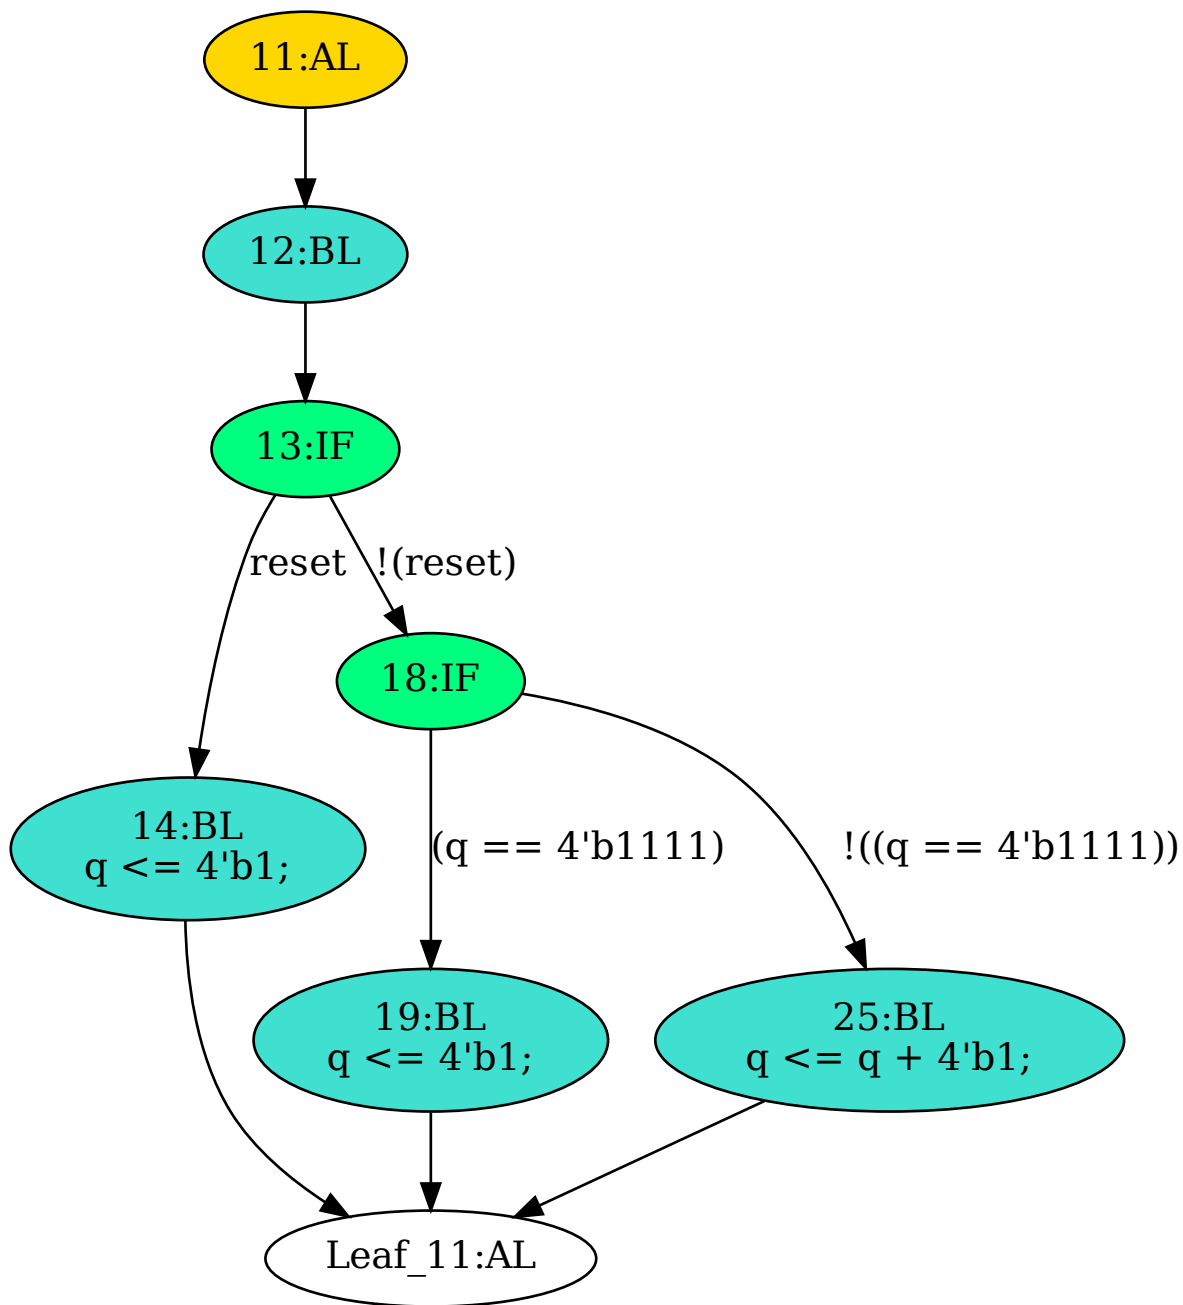 11:AL
12:BL
13:IF
reset
!(reset)
18:IF
14:BL
q <= 4'b1;
(q == 4'b1111)
!((q == 4'b1111))
19:BL
q <= 4'b1;
25:BL
q <= q + 4'b1;
Leaf_11:AL